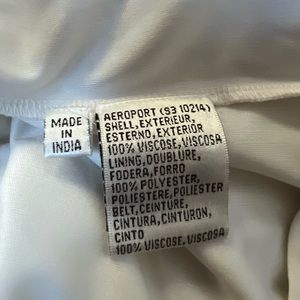 MADE
IN
INDIA
AEROPORT (93 10214)
SHELL, EXTERIEUR,
ESTERNO, EXTERIOR
100% VISCOSE, VISCOSA
LINING, DOUBLURE,
FODERA, FORRO
100% POLYESTER,
POLIESTERE, POLIESTER
BELT, CEINTURE,
CINTURA, CINTURON,
CINTO
100% VISCOSE, VISCOSA